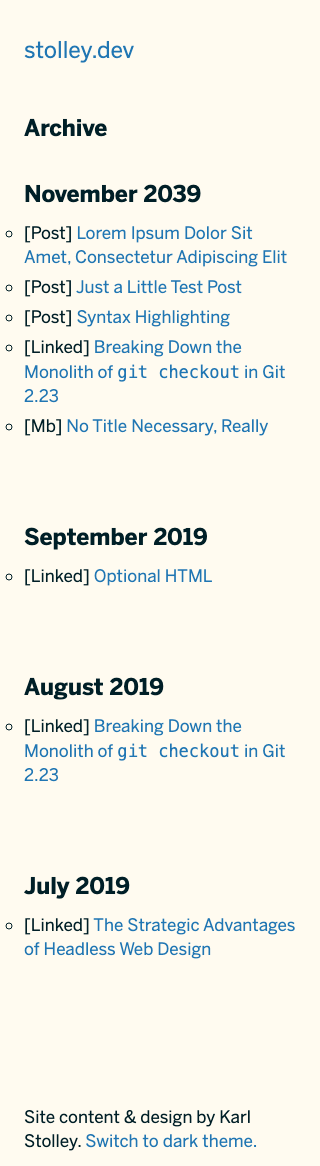 stolley.dev
Archive
November 2039
[Post] Lorem Ipsum Dolor Sit
Amet, Consectetur Adipiscing Elit
[Post] Just a Little Test Post
[Post] Syntax Highlighting
[Linked] Breaking Down the
Monolith of git checkout in Git
2.23
[Mb] No Title Necessary, Really
September 2019
[Linked] Optional HTML
August 2019
[Linked] Breaking Down the
Monolith of git checkout in Git
2.23
July 2019
[Linked] The Strategic Advantages
of Headless Web Design
Site content & design by Karl
Stolley. Switch to dark theme.